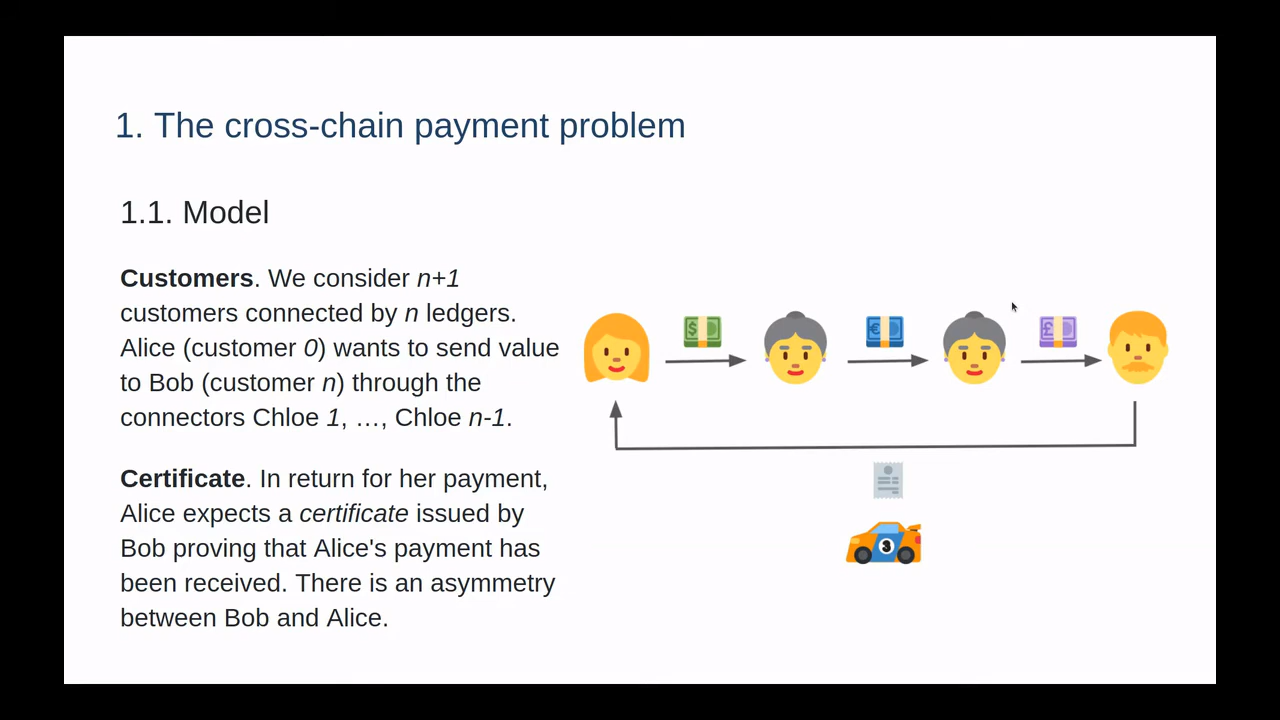 1. The cross-chain payment problem
1.1. Model
Customers. We consider n+1
customers connected by n ledgers.
Alice (customer 0) wants to send value
to Bob (customer n) through the
connectors Chloe 1, …, Chloe n-1.
Certificate. In return for her payment,
Alice expects a certificate issued by
Bob proving that Alice's payment has
been received. There is an asymmetry
between Bob and Alice.
$
€
£
3